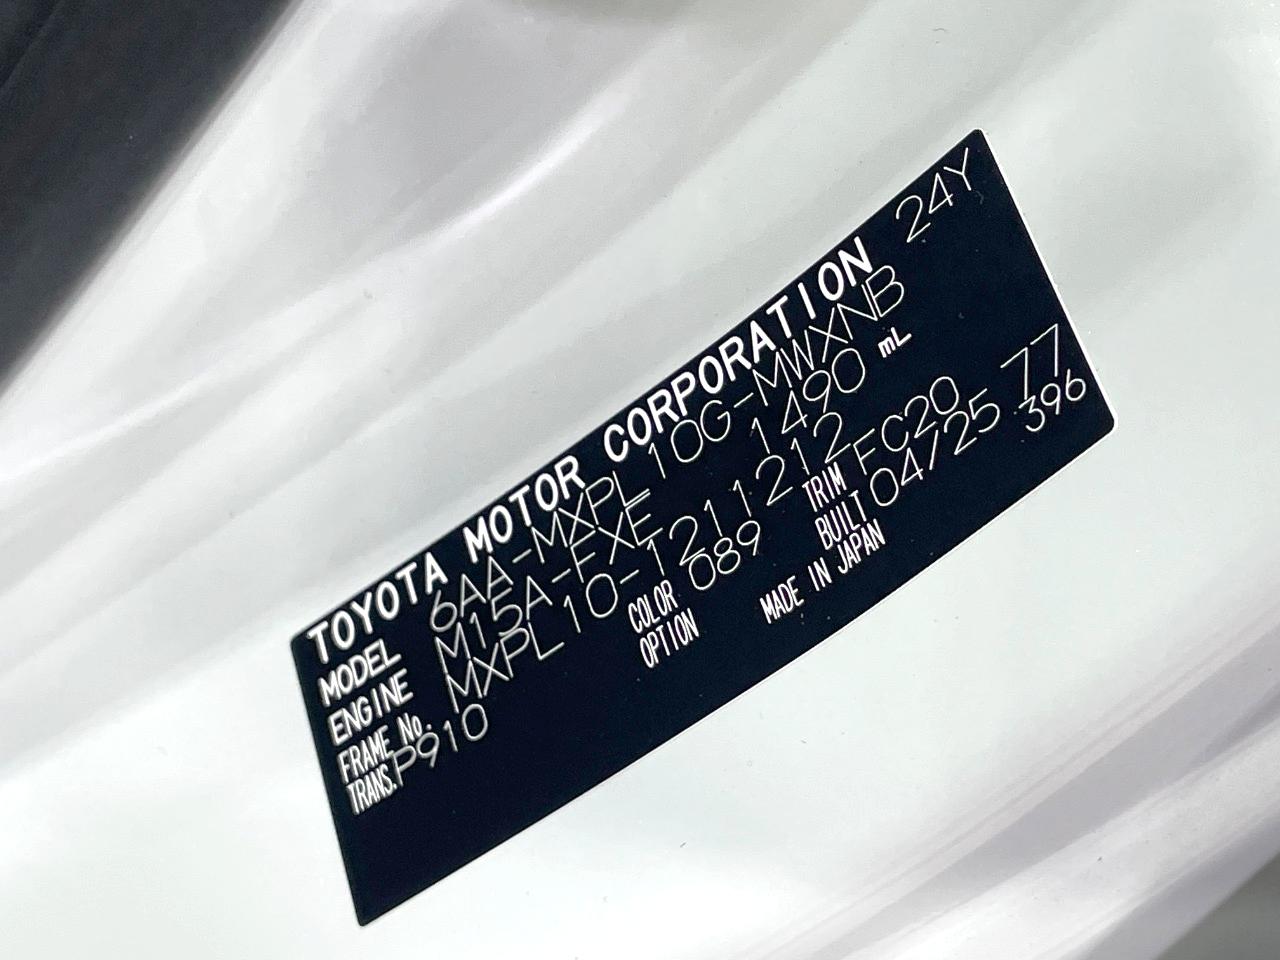 TOYOTA MOTOR CORPORATION 24Y
MODEL 6AA-MXPL10G-MWXNB
ENGINE M15A-FXE 1490 mL
FRAME No. MXPL10-1211212
TRANS. P910 COLOR 089 TRIM FC20 77
OPTION BUILT 04/25 396
MADE IN JAPAN